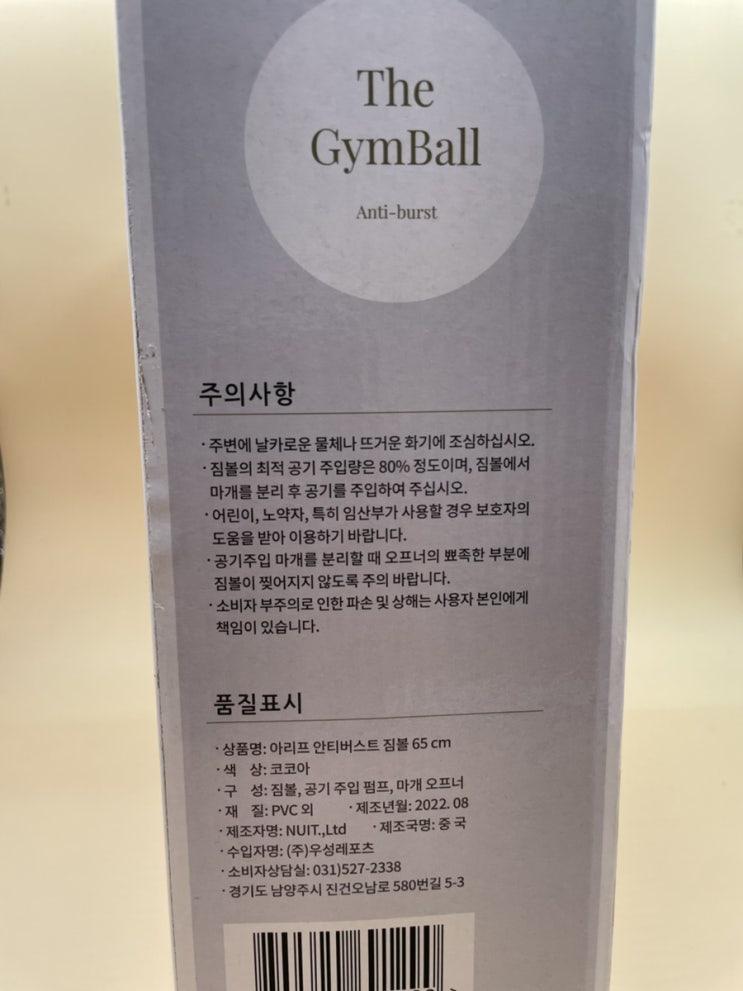 The
GymBall
Anti-burst
주의사항
· 주변에 날카로운 물체나 뜨거운 화기에 조심하십시오.
· 짐볼의 최적 공기 주입량은 80% 정도이며, 짐볼에서
마개를 분리 후 공기를 주입하여 주십시오.
· 어린이, 노약자, 특히 임산부가 사용할 경우 보호자의
도움을 받아 이용하기 바랍니다.
· 공기주입 마개를 분리할 때 오프너의 뾰족한 부분에
짐볼이 찢어지지 않도록 주의 바랍니다.
· 소비자 부주의로 인한 파손 및 상해는 사용자 본인에게
책임이 있습니다.
품질표시
· 상품명: 아리프 안티버스트 짐볼 65 cm
· 색 상: 코코아
· 구 성: 짐볼, 공기 주입 펌프, 마개 오프너
· 재 질: PVC 외 · 제조년월: 2022. 08
· 제조자명: NUIT.,Ltd · 제조국명: 중 국
· 수입자명: (주)우성레포츠
· 소비자상담실: 031)527-2338
· 경기도 남양주시 진건오남로 580번길 5-3